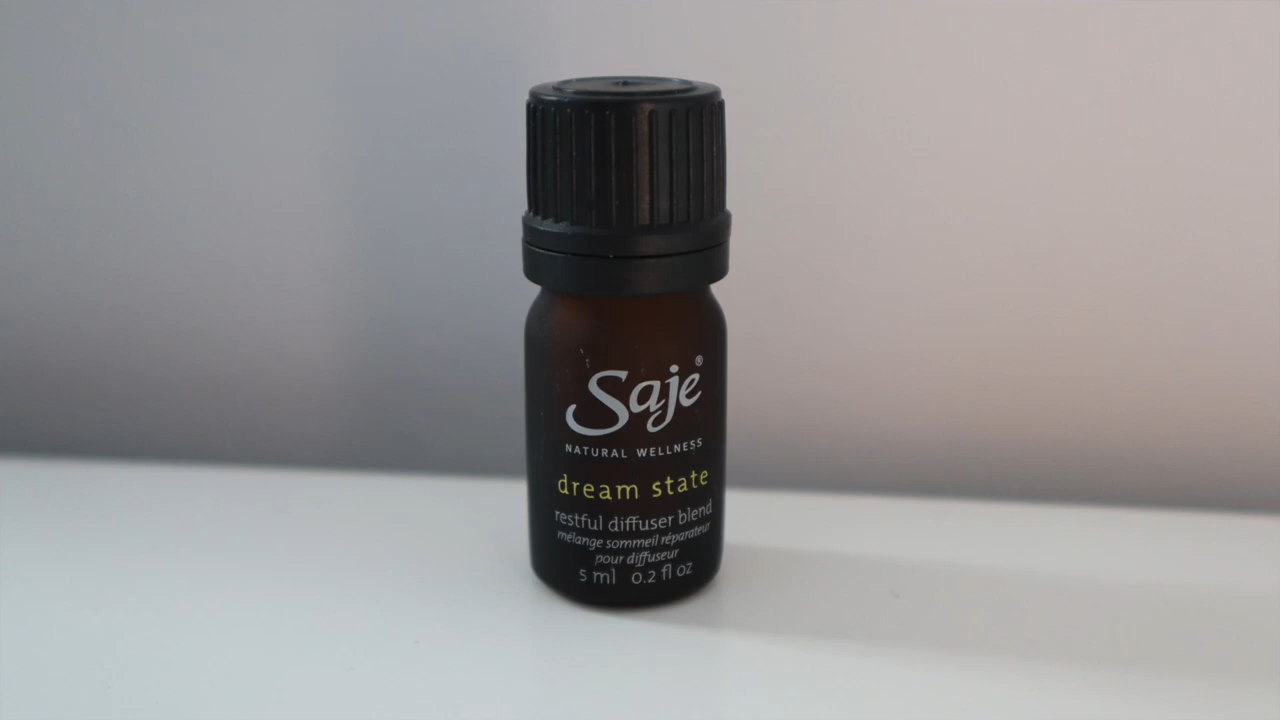 Saje®
NATURAL WELLNESS
dream state
restful diffuser blend
mélange sommeil réparateur
pour diffuseur
5 ml 0.2 fl oz